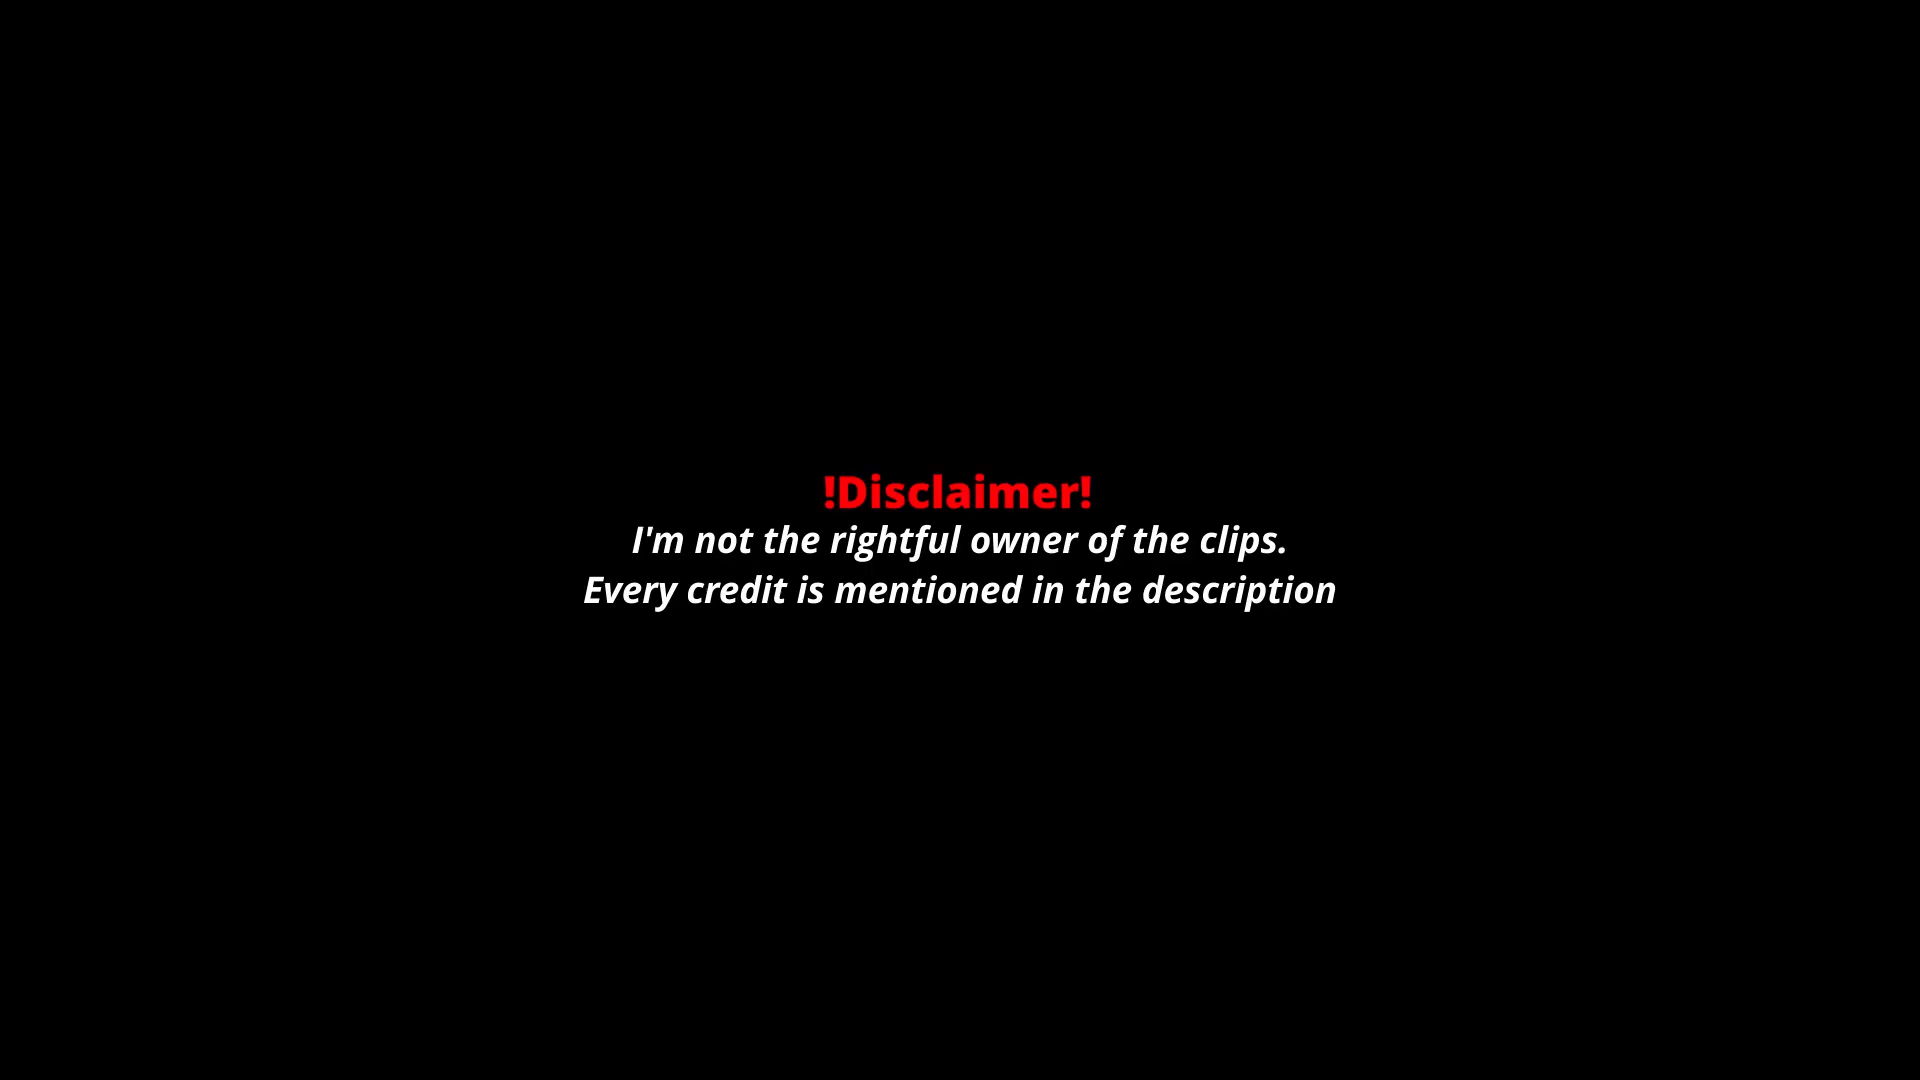 !Disclaimer!
I'm not the rightful owner of the clips.
Every credit is mentioned in the description